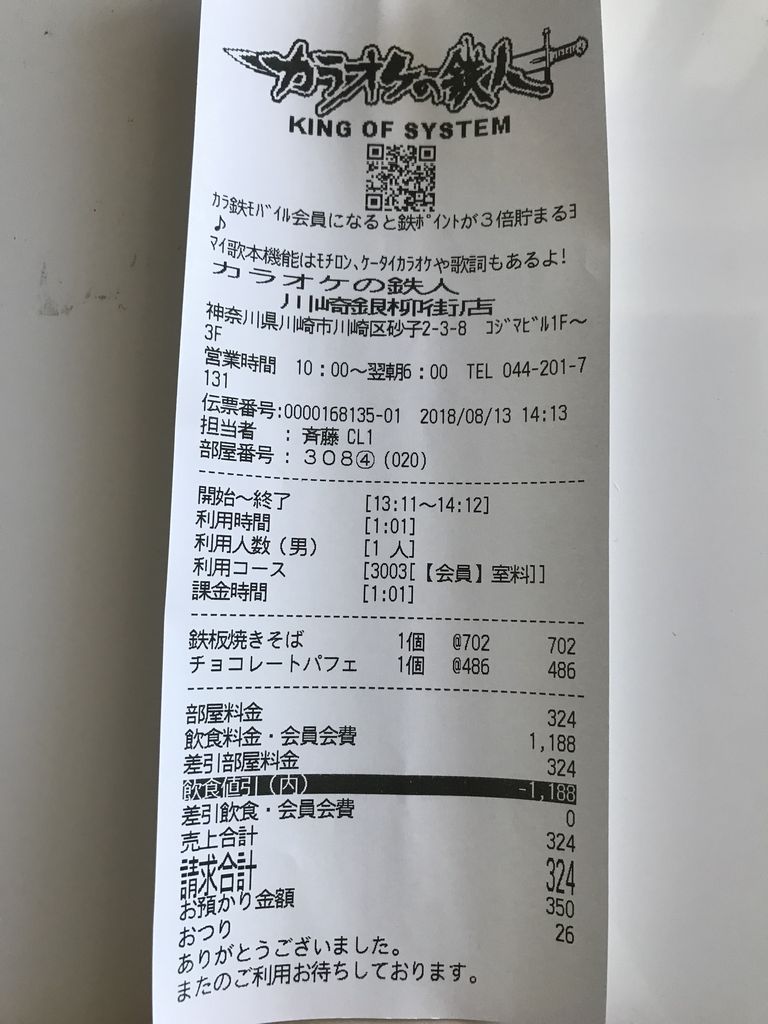 カラオケの鉄人
KING OF SYSTEM
カラ鉄ﾓﾊﾞｲﾙ会員になると鉄ﾎﾟｲﾝﾄが３倍貯まるﾖ
♪
ﾏｲ歌本機能はﾓﾁﾛﾝ、ｹｰﾀｲｶﾗｵｹや歌詞もあるよ!
カラオケの鉄人
川崎銀柳街店
神奈川県川崎市川崎区砂子2-3-8 ｺｼﾞﾏﾋﾞﾙ1F～
3F
営業時間 10：00～翌朝6：00 TEL 044-201-7
131
伝票番号:0000168135-01 2018/08/13 14:13
担当者 : 斉藤 CL1
部屋番号 : ３０８④ (020)
開始～終了 [13:11～14:12]
利用時間 [1:01]
利用人数（男） [1 人]
利用コース [3003[【会員】室料]]
課金時間 [1:01]
鉄板焼きそば 1個 @702 702
チョコレートパフェ 1個 @486 486
部屋料金 324
飲食料金・会員会費 1,188
差引部屋料金 324
飲食値引（内） -1,188
差引飲食・会員会費 0
売上合計 324
請求合計 324
お預かり金額 350
おつり 26
ありがとうございました。
またのご利用お待ちしております。